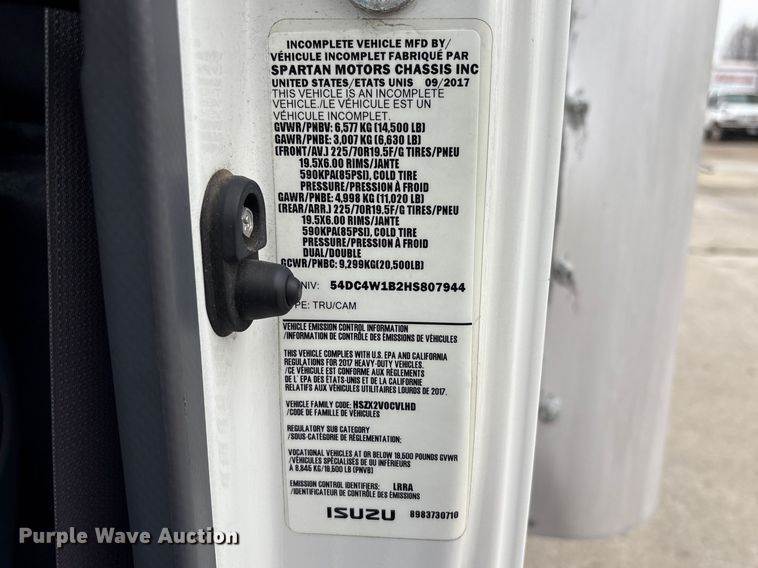 INCOMPLETE VEHICLE MFD BY/
VÉHICULE INCOMPLET FABRIQUÉ PAR
SPARTAN MOTORS CHASSIS INC
UNITED STATES/ETATS UNIS 09/2017
THIS VEHICLE IS AN INCOMPLETE
VEHICLE./LE VÉHICULE EST UN
VÉHICULE INCOMPLET.
GVWR/PNBV: 6,577 KG (14,500 LB)
GAWR/PNBE: 3,007 KG (6,630 LB)
(FRONT/AV.) 225/70R19.5F/G TIRES/PNEU
19.5X6.00 RIMS/JANTE
590KPA(85PSI), COLD TIRE
PRESSURE/PRESSION À FROID
GAWR/PNBE: 4,998 KG (11,020 LB)
(REAR/ARR.) 225/70R19.5F/G TIRES/PNEU
19.5X6.00 RIMS/JANTE
590KPA(85PSI), COLD TIRE
PRESSURE/PRESSION À FROID
DUAL/DOUBLE
GCWR/PNBC: 9,299KG(20,500LB)
NIV: 54DC4W1B2HS807944
PE: TRU/CAM
VEHICLE EMISSION CONTROL INFORMATION
/INFORMATION DE CONTRÔLE DES ÉMISSIONS DE VÉHICULES
THIS VEHICLE COMPLIES WITH U.S. EPA AND CALIFORNIA
REGULATIONS FOR 2017 HEAVY-DUTY VEHICLES.
/CE VÉHICULE EST CONFORME AUX RÈGLEMENTS
DE L' EPA DES ÉTATS-UNIS ET DE LA CALIFORNIE
RELATIFS AUX VÉHICULES UTILITAIRES LOURDS DE 2017.
VEHICLE FAMILY CODE: HSZX2VOCVLHD
/CODE DE FAMILLE DE VÉHICULES
REGULATORY SUB CATEGORY
/SOUS-CATÉGORIE DE RÉGLEMENTATION:
VOCATIONAL VEHICLES AT OR BELOW 19,500 POUNDS GVWR
/VÉHICULES SPÉCIALISÉS DE OU INFÉRIEURS
À 8,845 KG/19,500 LB (PNBV)
EMISSION CONTROL IDENTIFIERS: LRRA
/IDENTIFICATEUR DE CONTRÔLE DES ÉMISSIONS
ISUZU 8983730710
Purple Wave Auction®